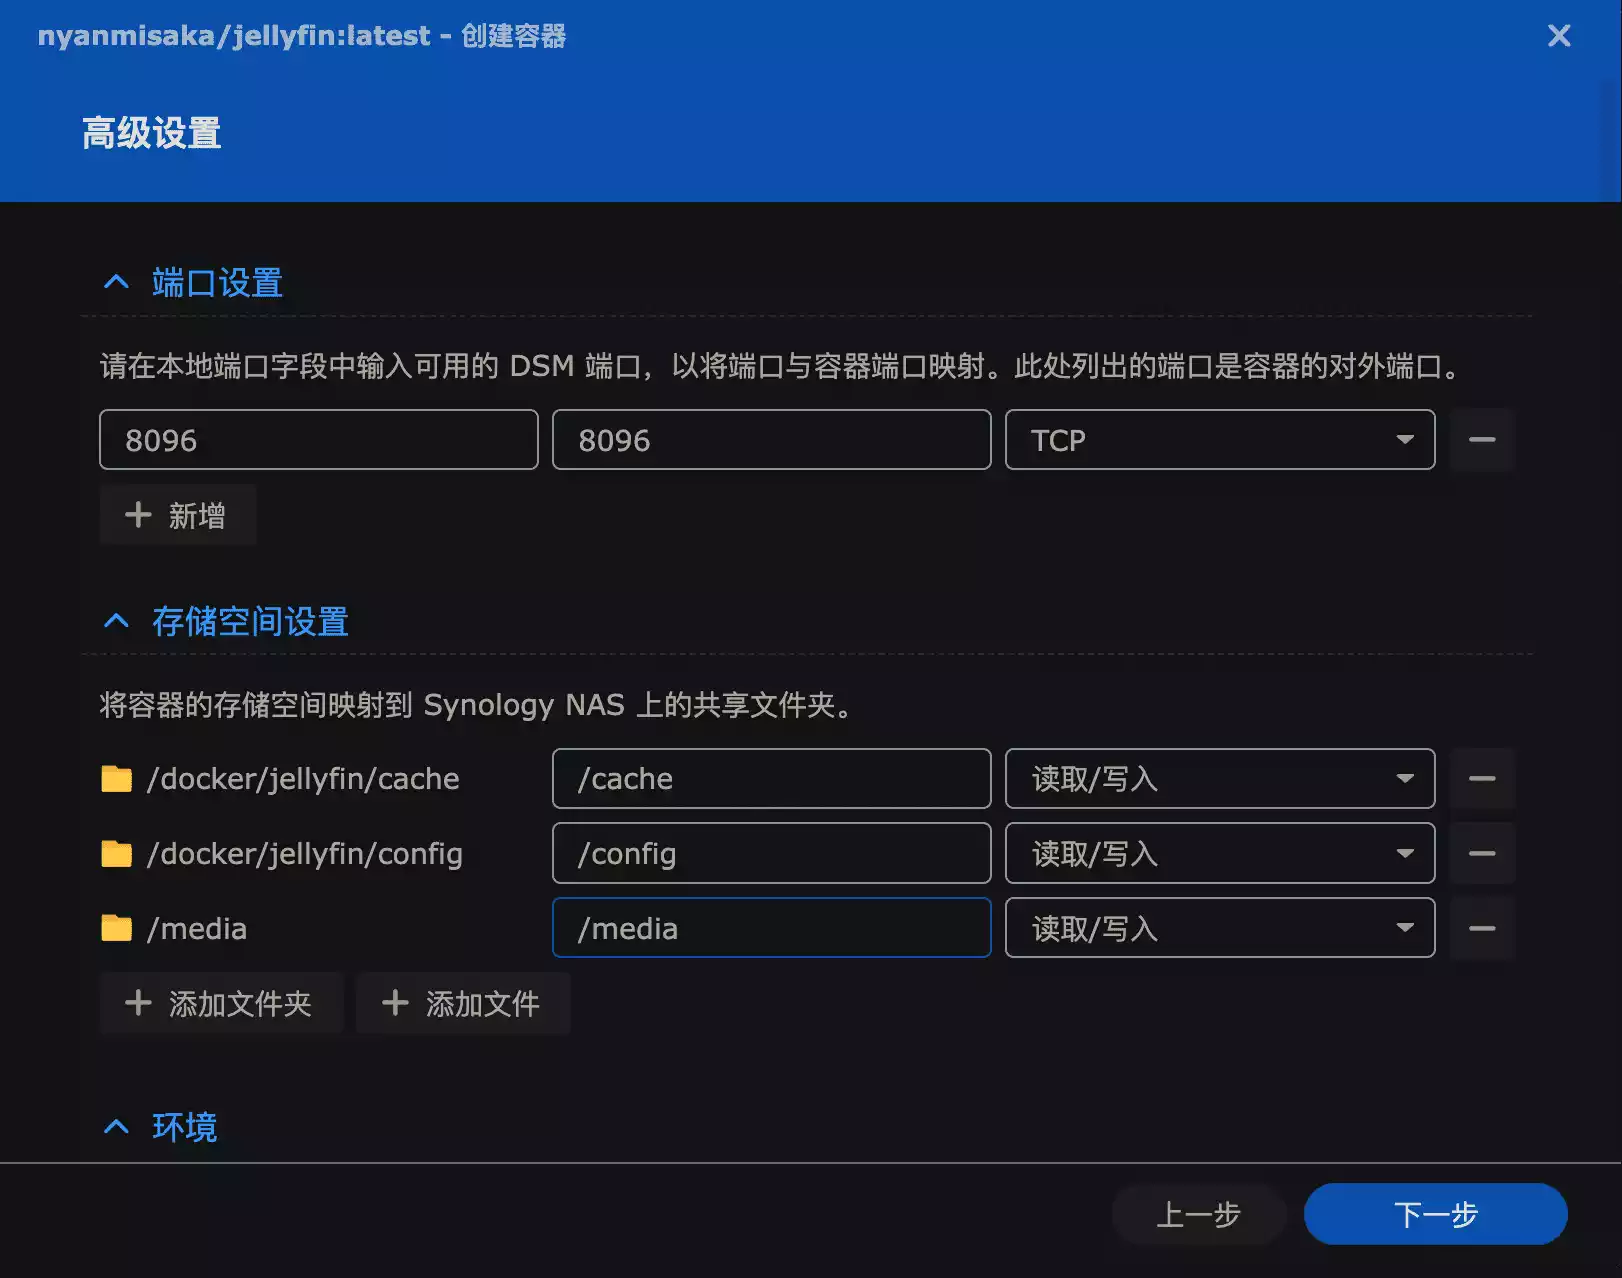 nyanmisaka/jellyfin:latest - 创建容器
高级设置
端口设置
请在本地端口字段中输入可用的 DSM 端口，以将端口与容器端口映射。此处列出的端口是容器的对外端口。
8096 8096 TCP
新增
存储空间设置
将容器的存储空间映射到 Synology NAS 上的共享文件夹。
/docker/jellyfin/cache /cache 读取/写入
/docker/jellyfin/config /config 读取/写入
/media /media 读取/写入
添加文件夹 添加文件
环境
上一步 下一步